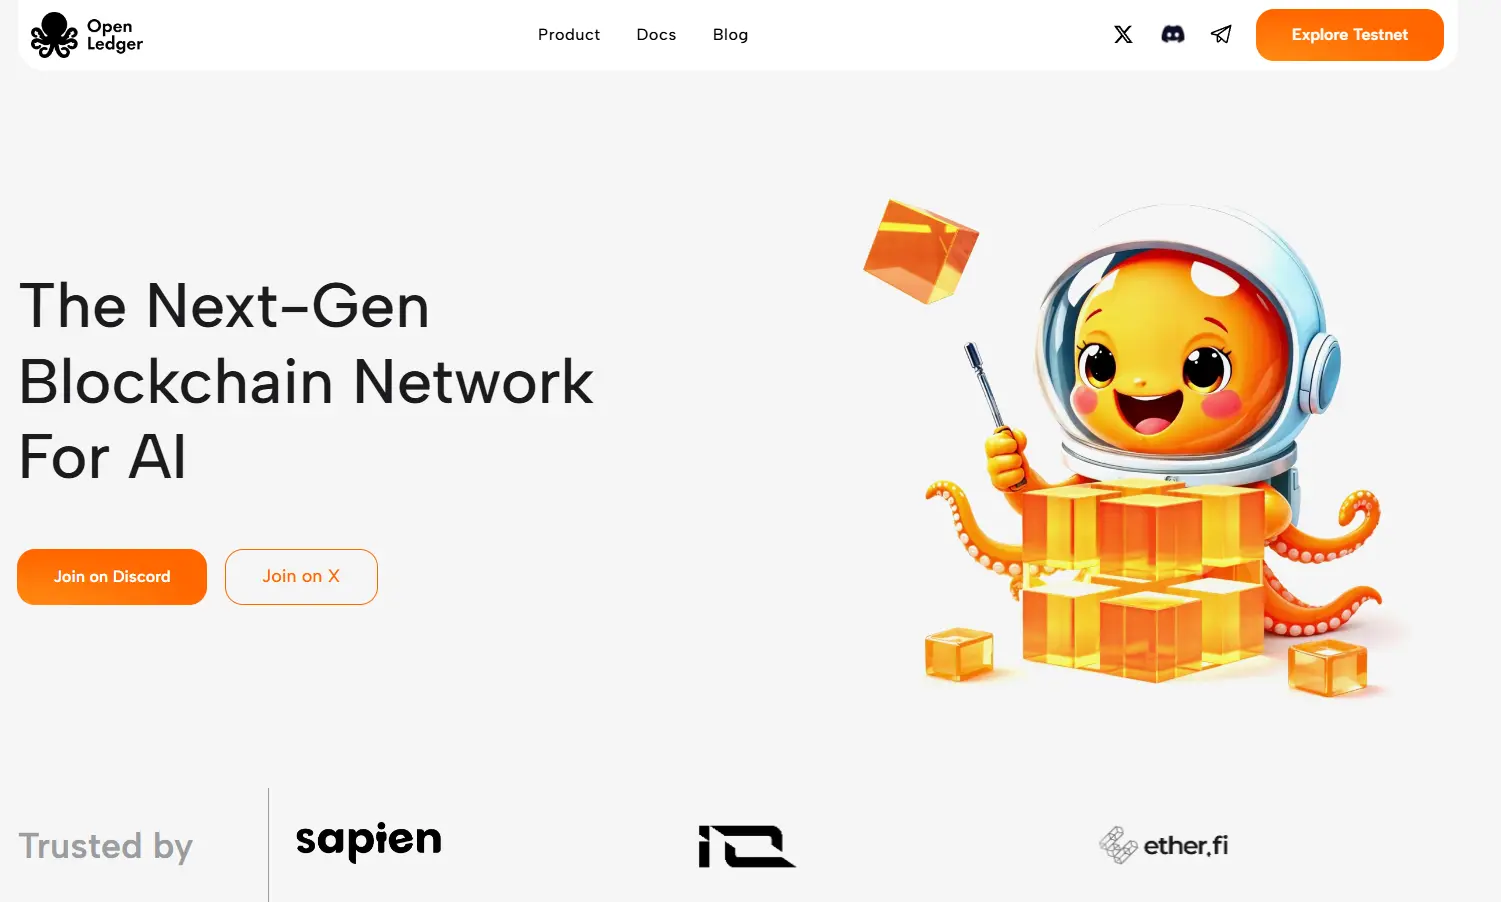 Open
Ledger
Product
Docs
Blog
Explore Testnet
The Next-Gen
Blockchain Network
For AI
Join on Discord
Join on X
Trusted by
sapien
IQ
ether.fi